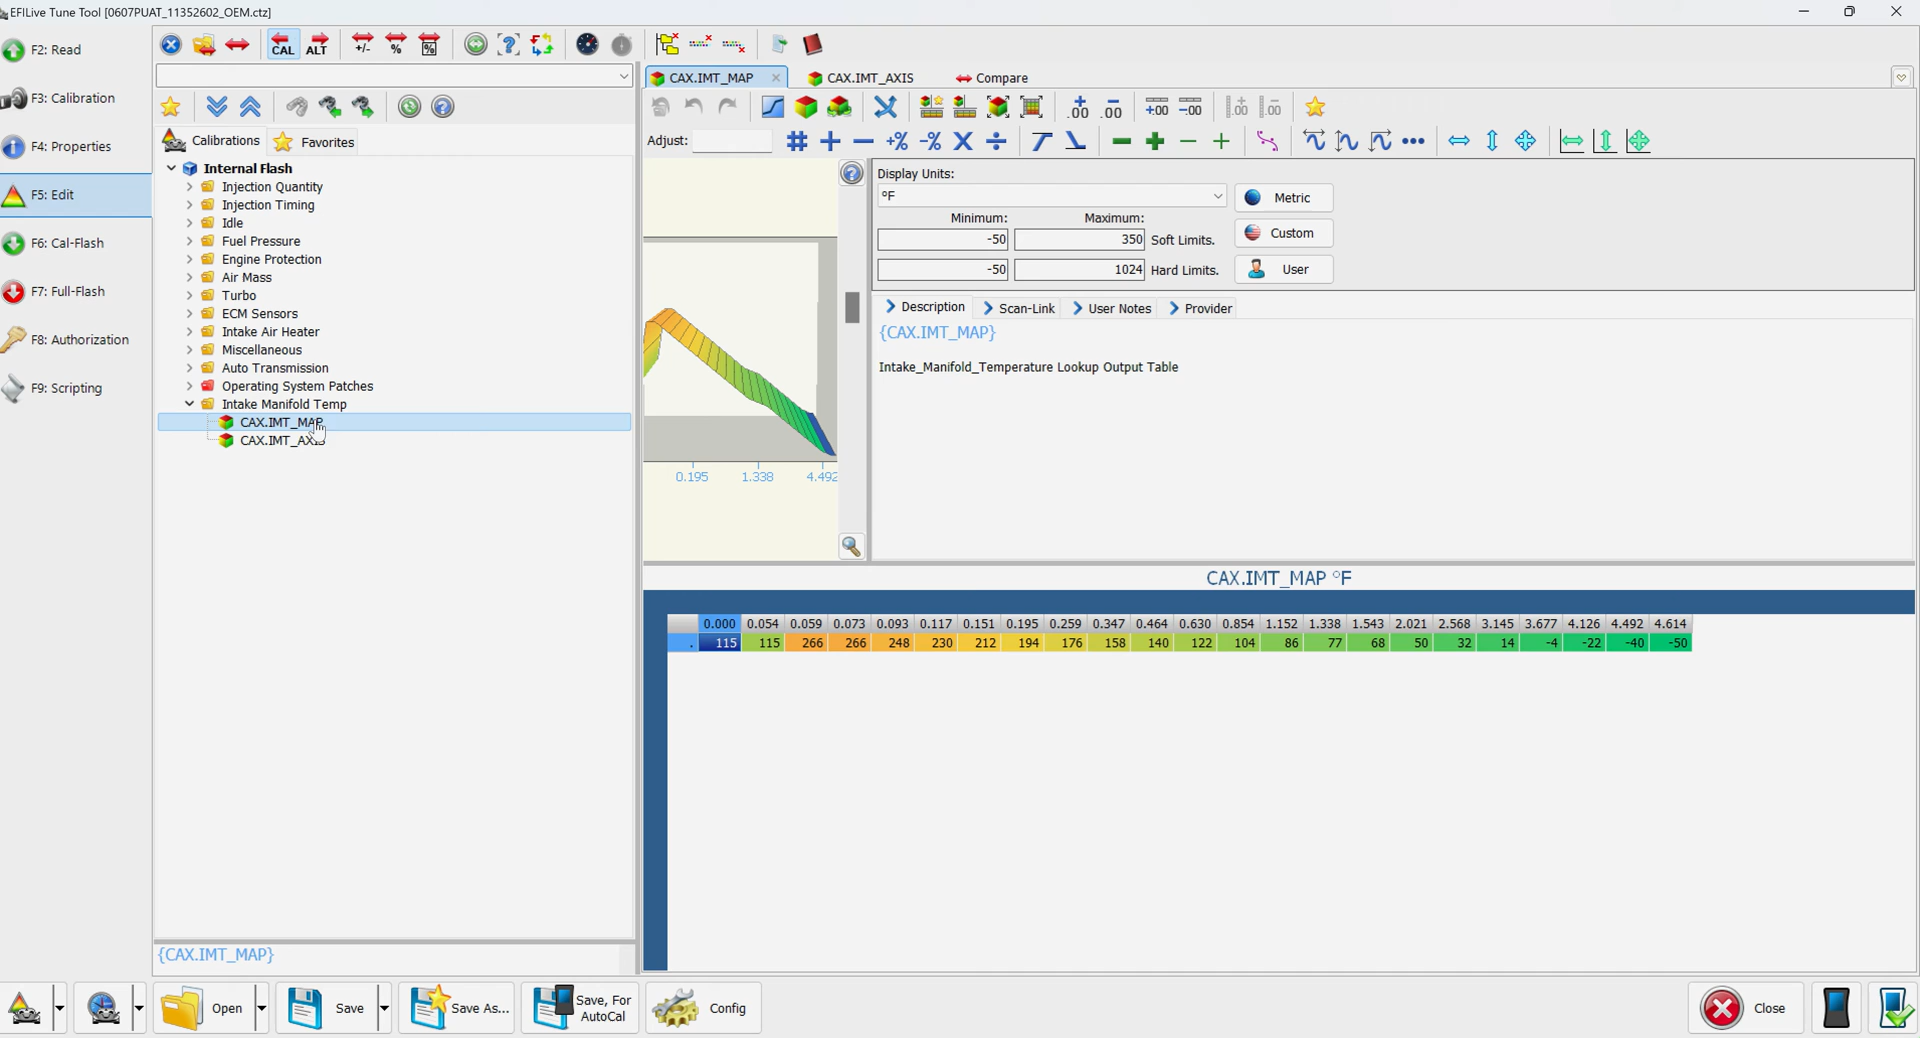 EFILive Tune Tool [0607PUAT_11352602_OEM.ctz]
F2: Read
F3: Calibration
F4: Properties
F5: Edit
F6: Cal-Flash
F7: Full-Flash
F8: Authorization
F9: Scripting
CAL
ALT
+/-
%
%
Calibrations
Favorites
Internal Flash
Injection Quantity
Injection Timing
Idle
Fuel Pressure
Engine Protection
Air Mass
Turbo
ECM Sensors
Intake Air Heater
Miscellaneous
Auto Transmission
Operating System Patches
Intake Manifold Temp
CAX.IMT_MAP
CAX.IMT_AXIS
{CAX.IMT_MAP}
CAX.IMT_MAP
CAX.IMT_AXIS
Compare
Adjust:
0.195 1.338 4.492
Display Units:
°F
Metric
Minimum: Maximum:
Custom
-50 350 Soft Limits.
-50 1024 Hard Limits.
User
Description
Scan-Link
User Notes
Provider
{CAX.IMT_MAP}
Intake_Manifold_Temperature Lookup Output Table
CAX.IMT_MAP °F
0.000 0.054 0.059 0.073 0.093 0.117 0.151 0.195 0.259 0.347 0.464 0.630 0.854 1.152 1.338 1.543 2.021 2.568 3.145 3.677 4.126 4.492 4.614
. 115 115 266 266 248 230 212 194 176 158 140 122 104 86 77 68 50 32 14 -4 -22 -40 -50
Open
Save
Save As...
Save, For AutoCal
Config
Close